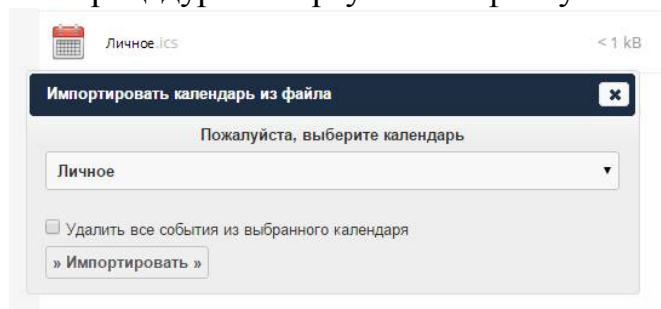 Личное.ics < 1 kB
Импортировать календарь из файла
Пожалуйста, выберите календарь
Личное
Удалить все события из выбранного календаря
» Импортировать »